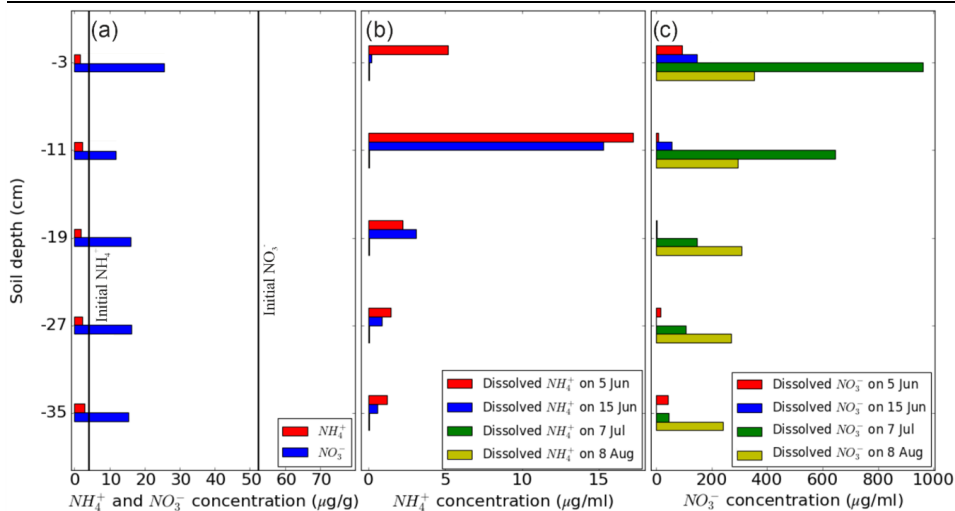 (a)
(b)
(c)
Soil depth (cm)
-3
-11
-19
-27
-35
Initial NH₄⁻
Initial NO₃⁻
NH₄⁺
NO₃⁻
0 10 20 30 40 50 60 70
NH₄⁺ and NO₃⁻ concentration (μg/g)
Dissolved NH₄⁺ on 5 Jun
Dissolved NH₄⁺ on 15 Jun
Dissolved NH₄⁺ on 7 Jul
Dissolved NH₄⁺ on 8 Aug
0 5 10 15
NH₄⁺ concentration (μg/ml)
Dissolved NO₃⁻ on 5 Jun
Dissolved NO₃⁻ on 15 Jun
Dissolved NO₃⁻ on 7 Jul
Dissolved NO₃⁻ on 8 Aug
0 200 400 600 800 1000
NO₃⁻ concentration (μg/ml)